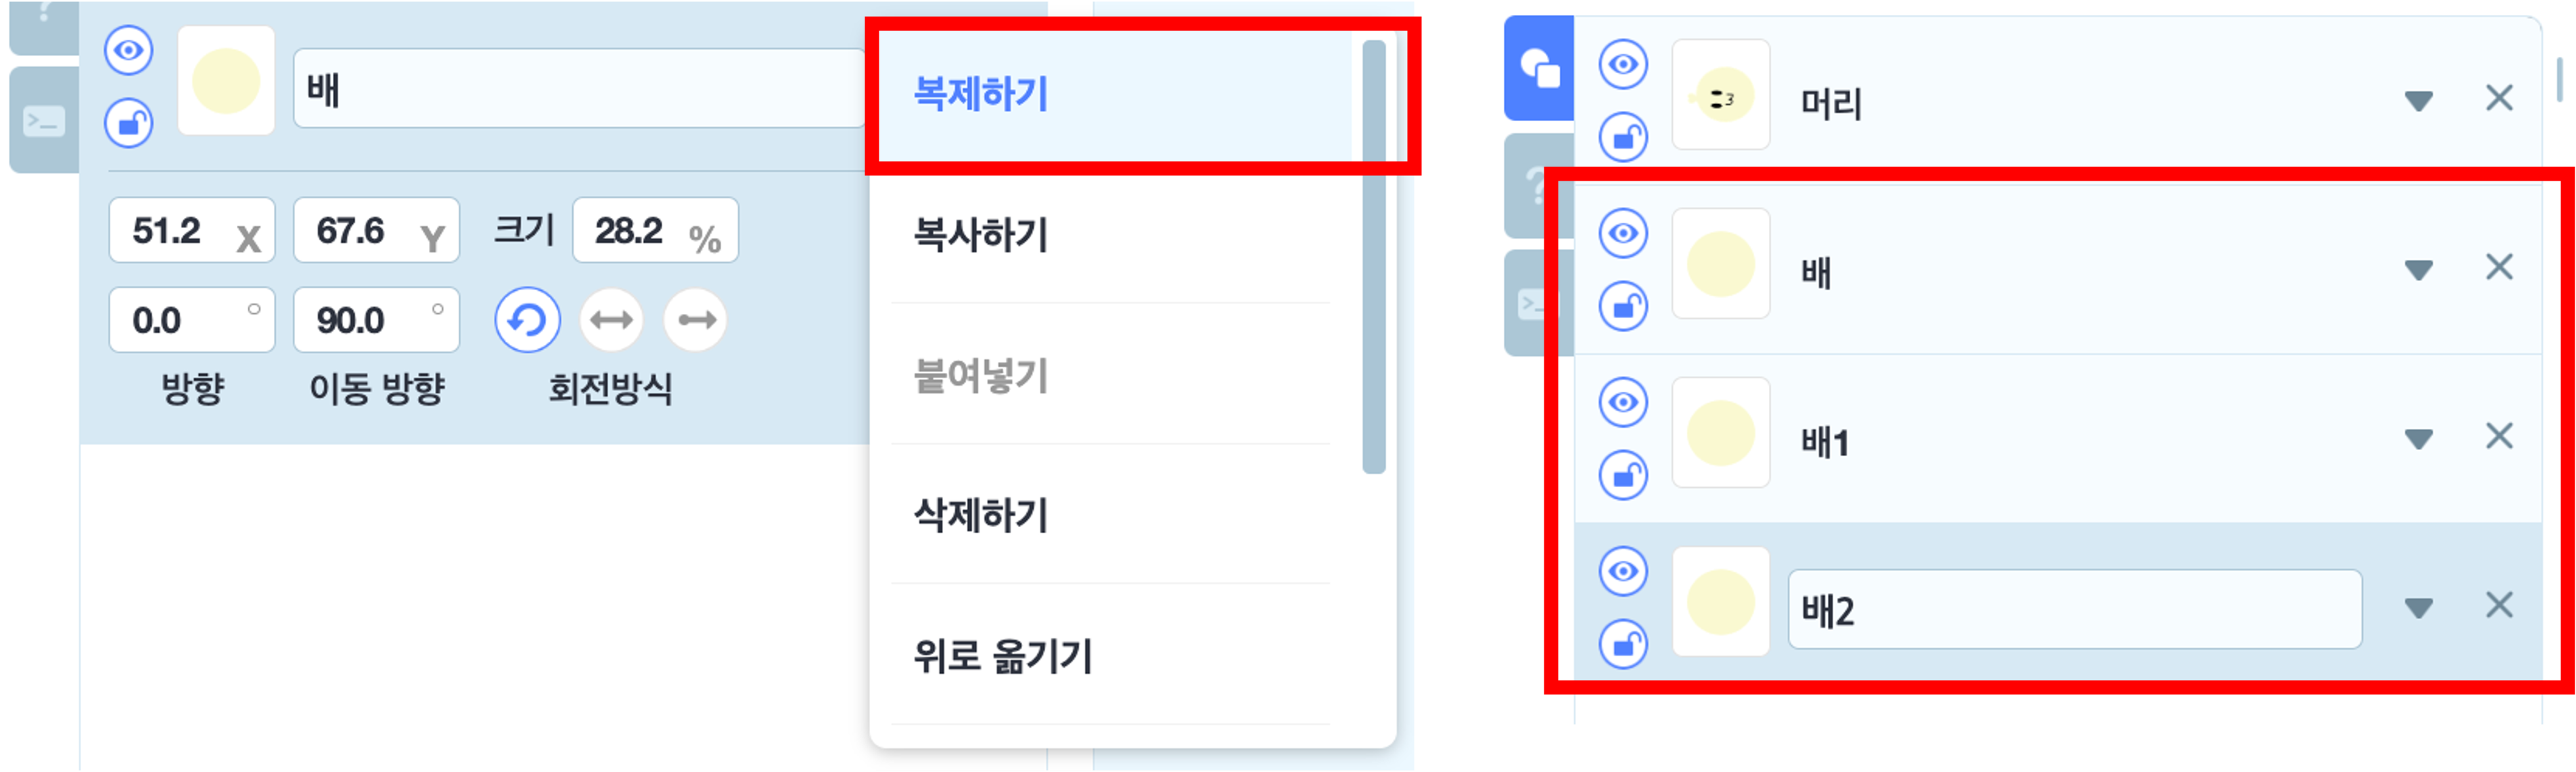 ?
>_
배
51.2 X 67.6 Y 크기 28.2 %
0.0 ° 90.0 °
방향 이동 방향 회전방식
복제하기
복사하기
붙여넣기
삭제하기
위로 옮기기
?
>_
머리
배
배1
배2